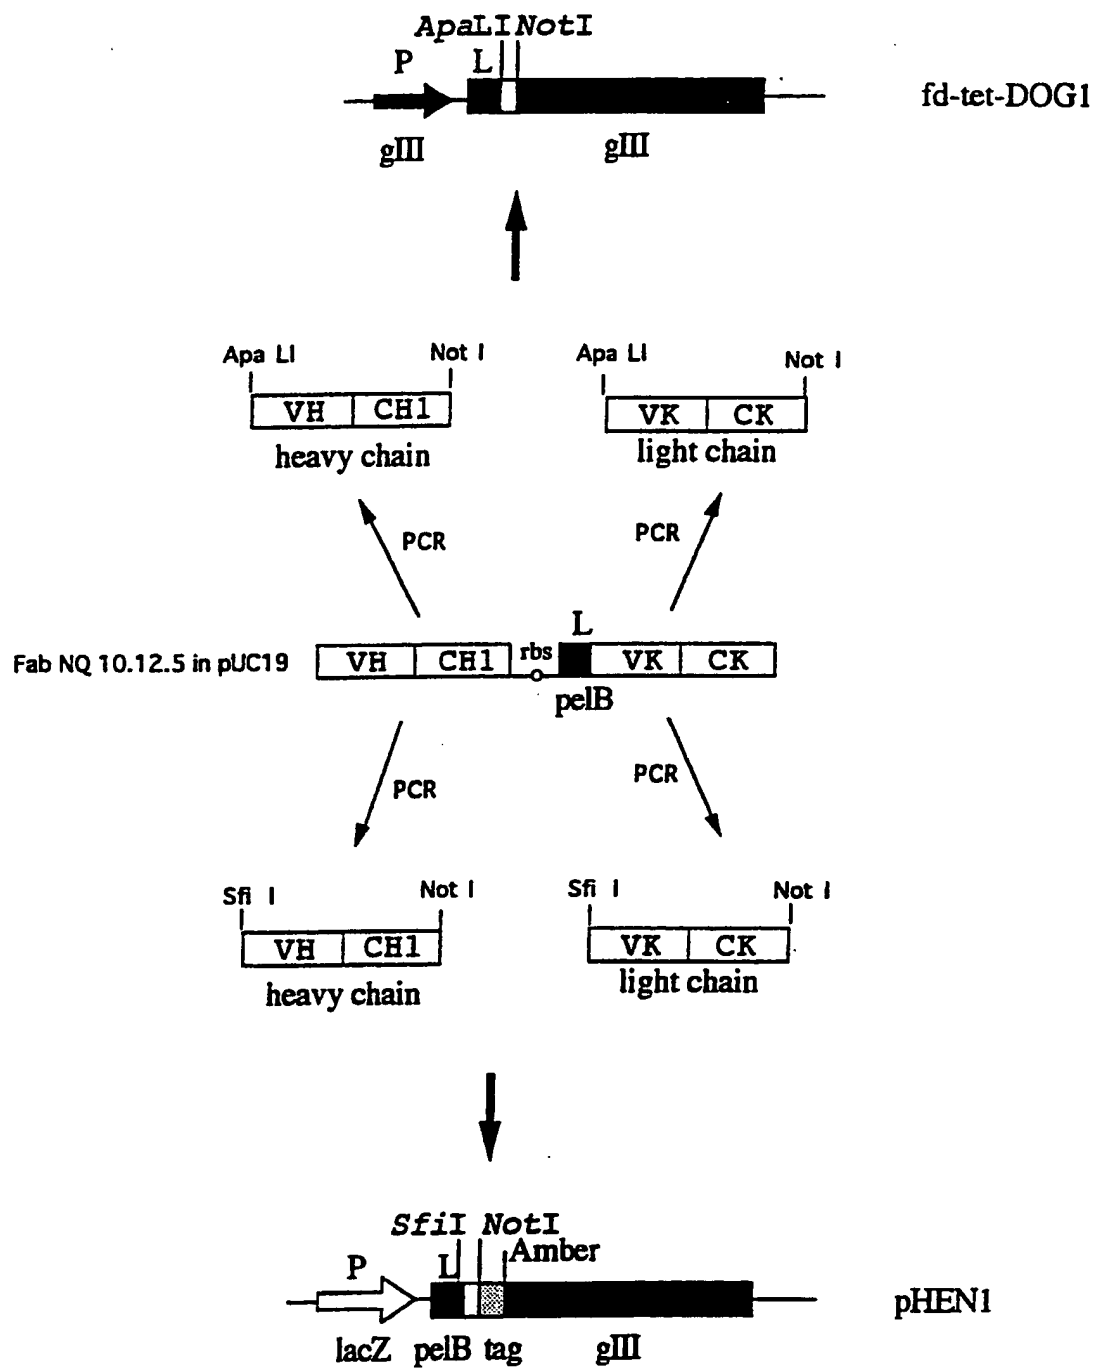 ApaLI NotI
P L
fd-tet-DOG1
gIII gIII
Apa LI Not I Apa LI Not I
VH CH1 VK CK
heavy chain light chain
PCR PCR
L
Fab NQ 10.12.5 in pUC19 VH CH1 rbs VK CK
pelB
PCR PCR
Sfi I Not I Sfi I Not I
VH CH1 VK CK
heavy chain light chain
SfiI NotI
P L Amber
pHEN1
lacZ pelB tag gIII